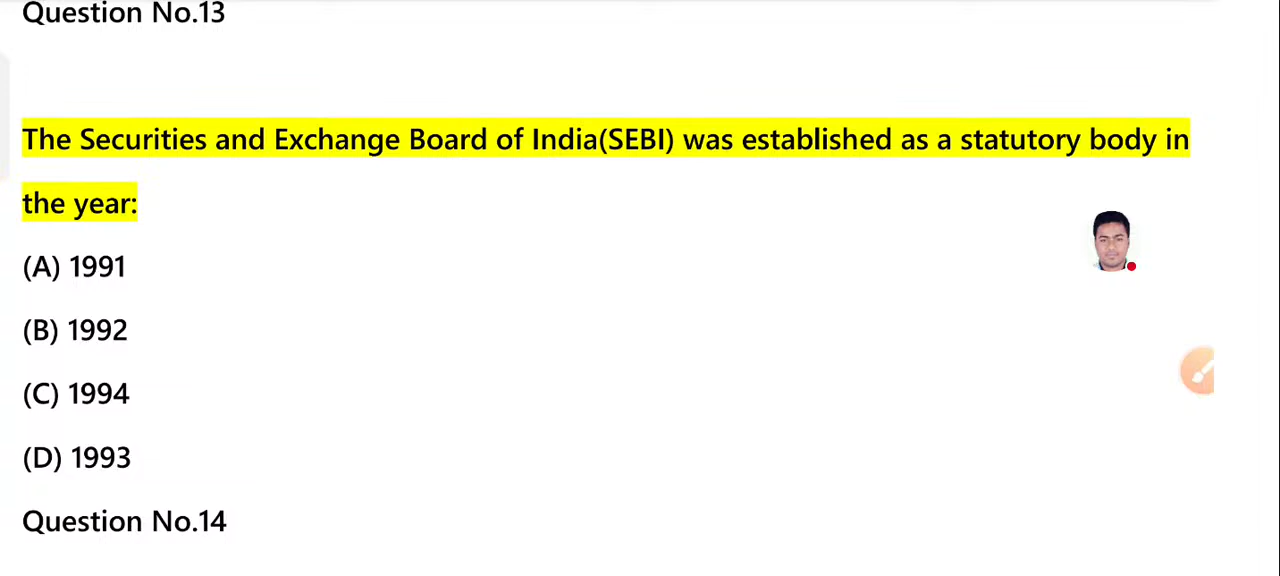 Question No.13
The Securities and Exchange Board of India(SEBI) was established as a statutory body in
the year:
(A) 1991
(B) 1992
(C) 1994
(D) 1993
Question No.14